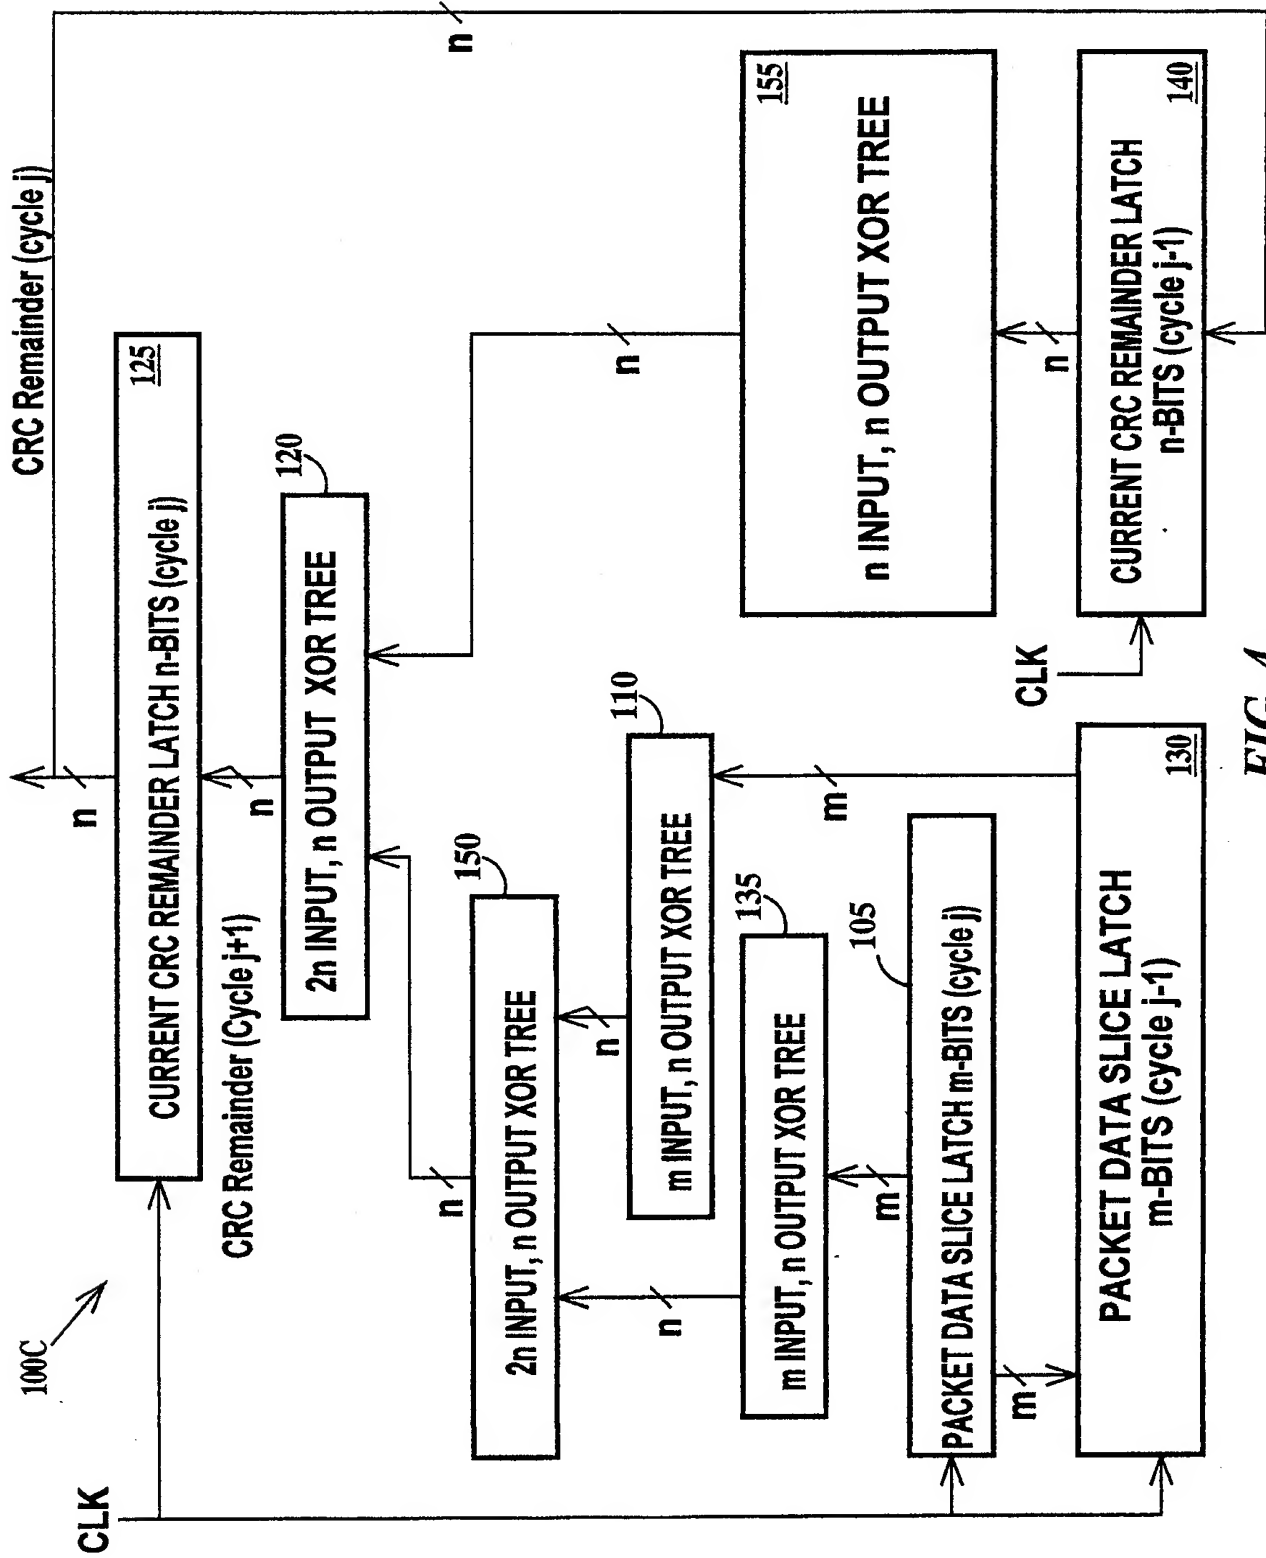 CLK
100C
CRC Remainder (cycle j)
n
n
CURRENT CRC REMAINDER LATCH n-BITS (cycle j)
125
CRC Remainder (Cycle j+1)
n
2n INPUT, n OUTPUT XOR TREE
120
n
n
2n INPUT, n OUTPUT XOR TREE
150
n
n
m INPUT, n OUTPUT XOR TREE
110
m INPUT, n OUTPUT XOR TREE
135
n INPUT, n OUTPUT XOR TREE
155
m
m
PACKET DATA SLICE LATCH m-BITS (cycle j)
105
m
n
CLK
PACKET DATA SLICE LATCH
m-BITS (cycle j-1)
130
CURRENT CRC REMAINDER LATCH
n-BITS (cycle j-1)
140